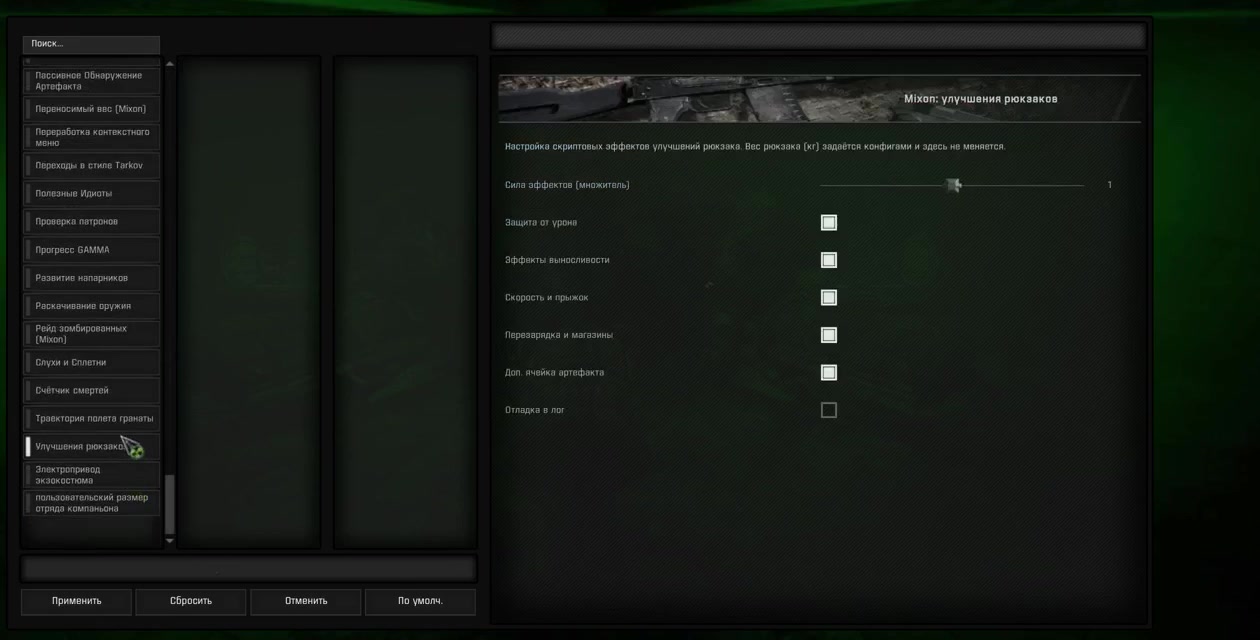 Поиск...
Пассивное Обнаружение
Артефакта
Переносимый вес (Mixon)
Переработка контекстного
меню
Переходы в стиле Tarkov
Полезные Идиоты
Проверка патронов
Прогресс GAMMA
Развитие напарников
Раскачивание оружия
Рейд зомбированных
(Mixon)
Слухи и Сплетни
Счётчик смертей
Траектория полета гранаты
Улучшения рюкзаков
Электропривод
экзокостюма
пользовательский размер
отряда компаньона
Применить
Сбросить
Отменить
По умолч.
Mixon: улучшения рюкзаков
Настройка скриптовых эффектов улучшений рюкзака. Вес рюкзака (кг) задаётся конфигами и здесь не меняется.
Сила эффектов (множитель)
1
Защита от урона
Эффекты выносливости
Скорость и прыжок
Перезарядка и магазины
Доп. ячейка артефакта
Отладка в лог